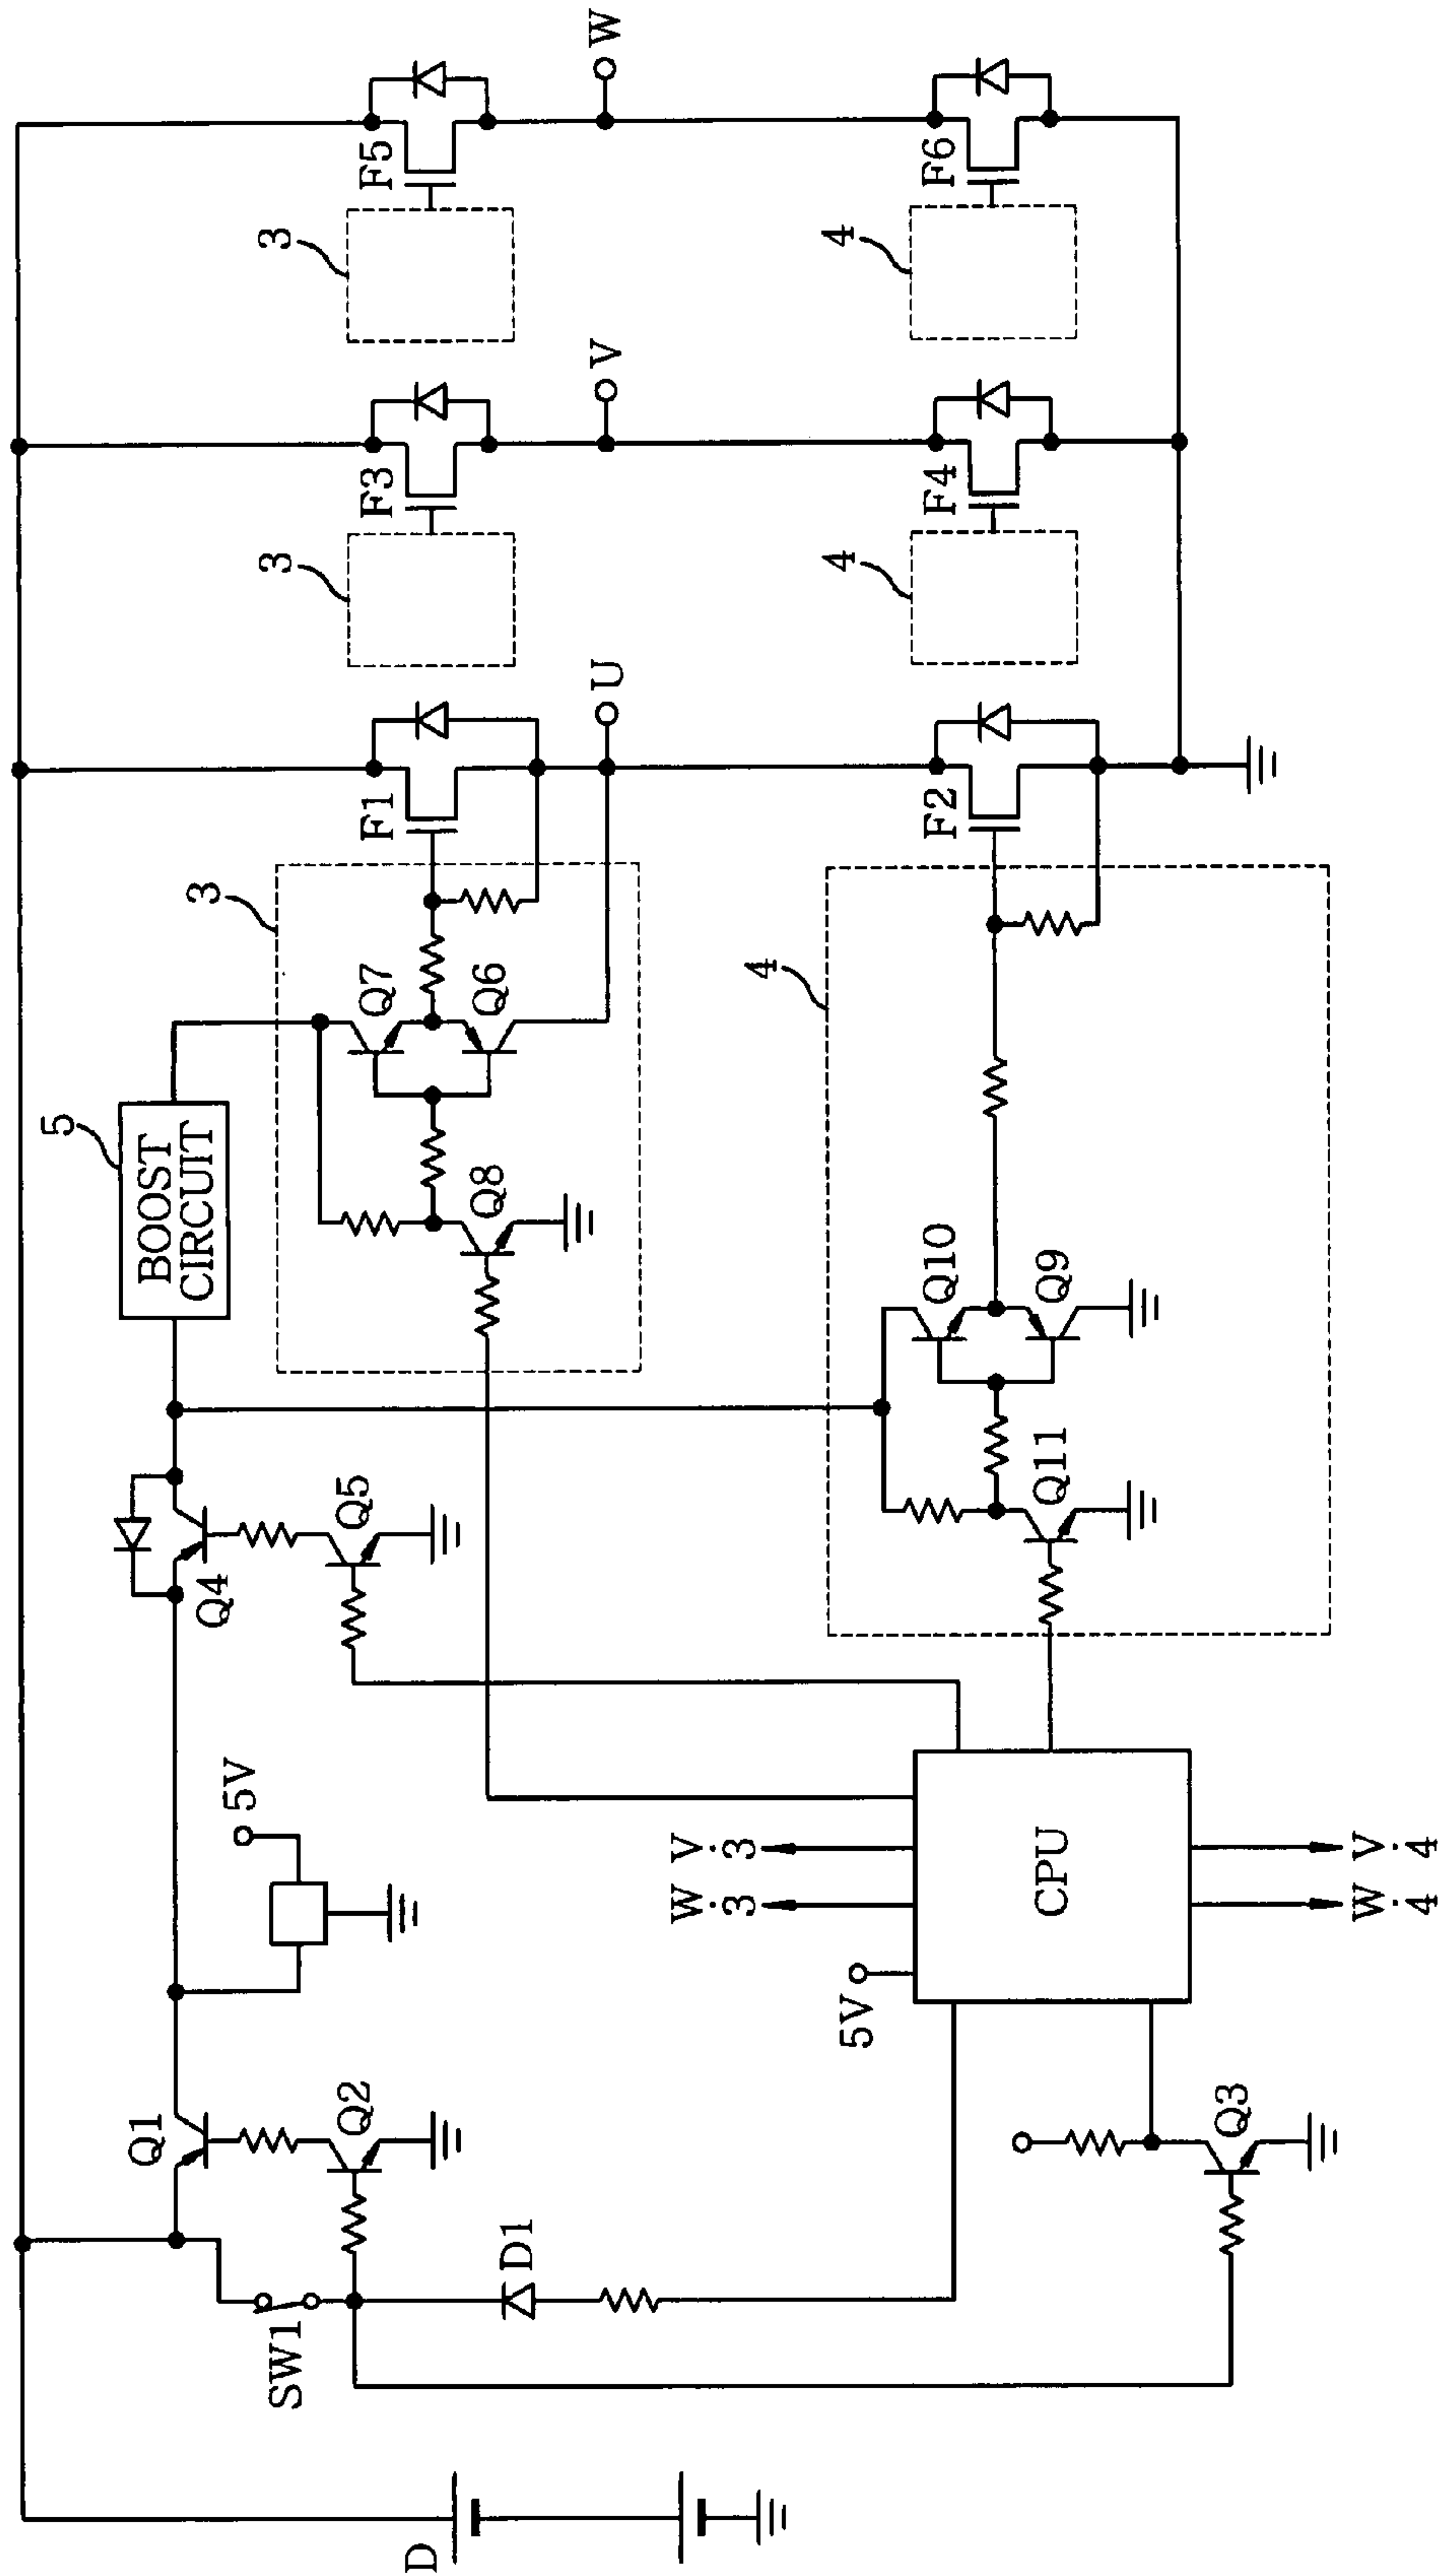 D
SW1
Q1
Q2
D1
5V
Q3
5V
CPU
W·3
V·3
W·4
V·4
Q4
Q5
5
BOOST
CIRCUIT
3
Q8
Q7
Q6
4
Q11
Q10
Q9
F1
F2
U
3
F3
4
F4
V
3
F5
4
F6
W